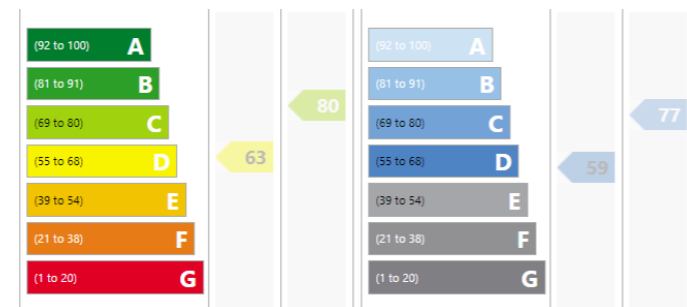 (92 to 100) A
(81 to 91) B
(69 to 80) C
(55 to 68) D
(39 to 54) E
(21 to 38) F
(1 to 20) G
63
80
(92 to 100) A
(81 to 91) B
(69 to 80) C
(55 to 68) D
(39 to 54) E
(21 to 38) F
(1 to 20) G
59
77